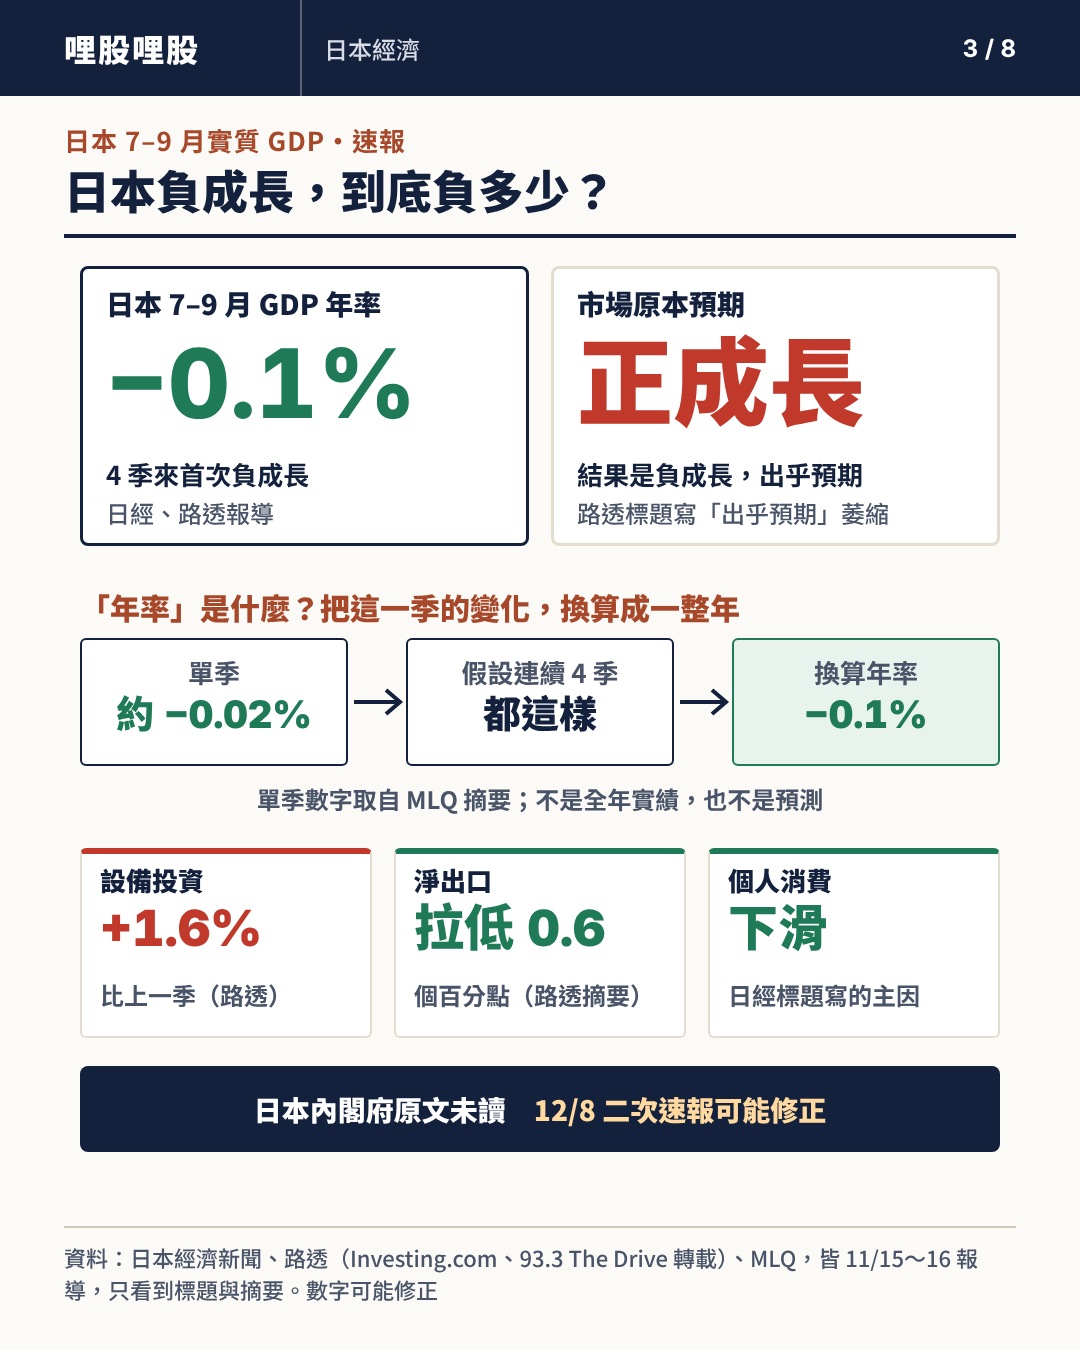 哩股哩股
日本經濟
3 / 8
日本 7–9 月實質 GDP・速報
日本負成長，到底負多少？
日本 7–9 月 GDP 年率
−0.1%
4 季來首次負成長
日經、路透報導
市場原本預期
正成長
結果是負成長，出乎預期
路透標題寫「出乎預期」萎縮
「年率」是什麼？把這一季的變化，換算成一整年
單季
約 −0.02%
假設連續 4 季
都這樣
換算年率
−0.1%
單季數字取自 MLQ 摘要；不是全年實績，也不是預測
設備投資
+1.6%
比上一季（路透）
淨出口
拉低 0.6
個百分點（路透摘要）
個人消費
下滑
日經標題寫的主因
日本內閣府原文未讀 12/8 二次速報可能修正
資料：日本經濟新聞、路透（Investing.com、93.3 The Drive 轉載）、MLQ，皆 11/15～16 報
導，只看到標題與摘要。數字可能修正